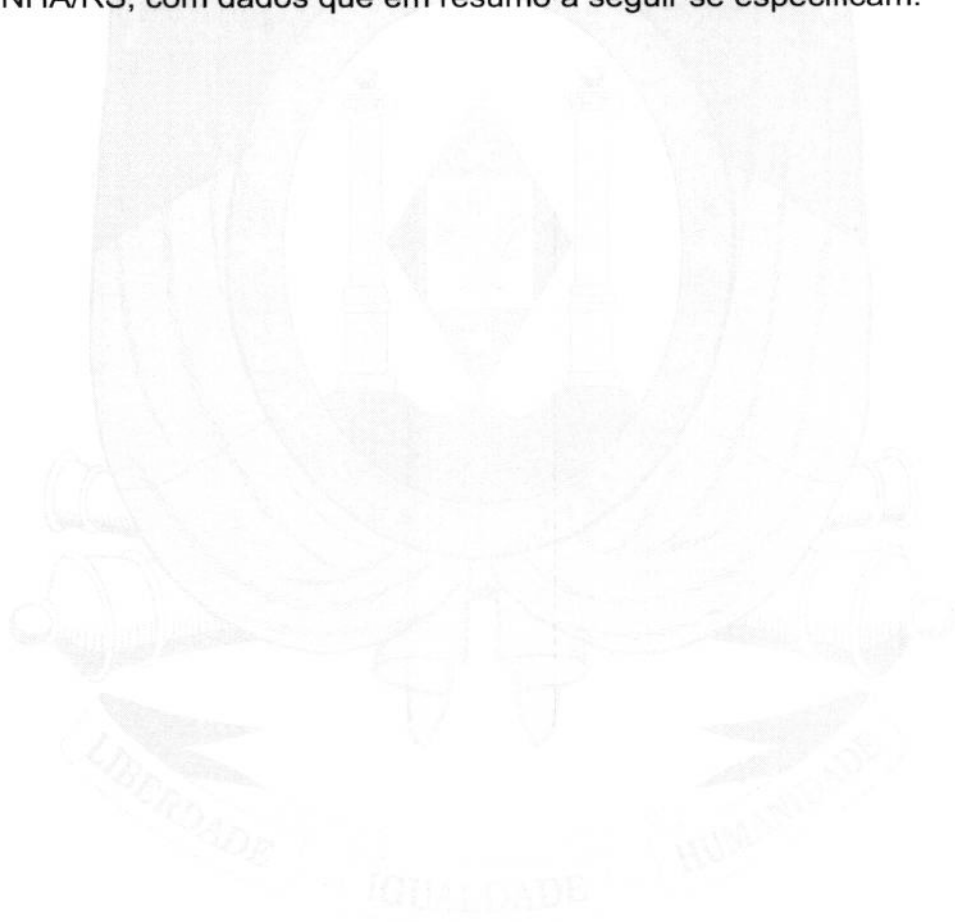 NHA/RS, com dados que em resumo a seguir se especificam:
LIBERDADE
IGUALDADE
HUMANIDADE